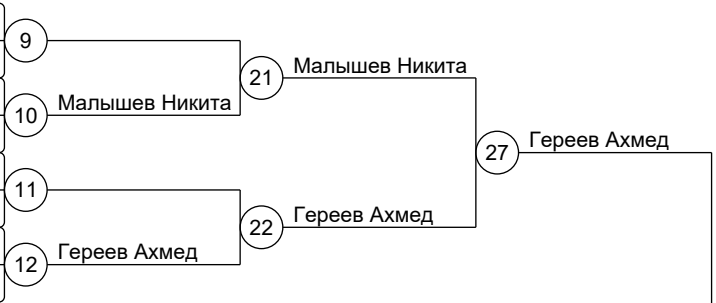 9
21 Малышев Никита
10 Малышев Никита
27 Гереев Ахмед
11
22 Гереев Ахмед
12 Гереев Ахмед